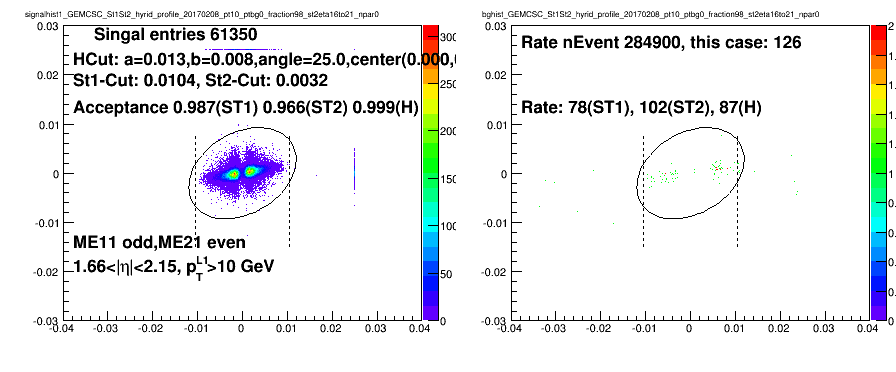 signalhist1_GEMCSC_St1St2_hyrid_profile_20170208_pt10_ptbg0_fraction98_st2eta16to21_npar0
Singal entries 61350
HCut: a=0.013,b=0.008,angle=25.0,center(0.000,
St1-Cut: 0.0104, St2-Cut: 0.0032
Acceptance 0.987(ST1) 0.966(ST2) 0.999(H)
ME11 odd,ME21 even
1.66<|η|<2.15, p_T^L1>10 GeV
0.03
0.02
0.01
0
-0.01
-0.02
-0.03
-0.04 -0.03 -0.02 -0.01 0 0.01 0.02 0.03 0.04
300
250
200
150
100
50
0
bghist_GEMCSC_St1St2_hyrid_profile_20170208_pt10_ptbg0_fraction98_st2eta16to21_npar0
Rate nEvent 284900, this case: 126
Rate: 78(ST1), 102(ST2), 87(H)
0.03
0.02
0.01
0
-0.01
-0.02
-0.03
-0.04 -0.03 -0.02 -0.01 0 0.01 0.02 0.03 0.04